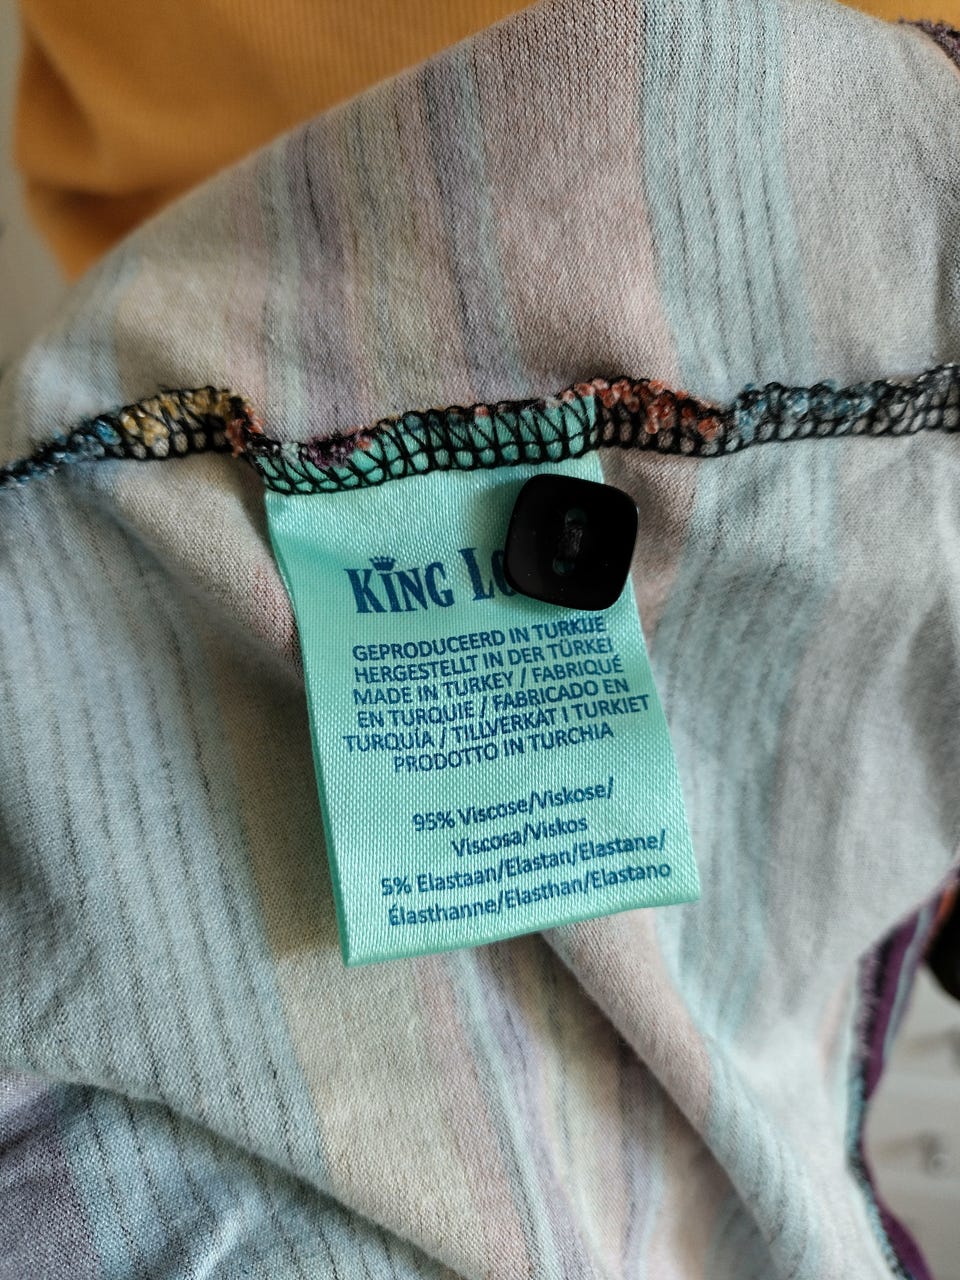 KING
GEPRODUCEERD IN TURKIJE
HERGESTELLT IN DER TÜRKEI
MADE IN TURKEY / FABRIQUÉ
EN TURQUIE / FABRICADO EN
TURQUÍA / TILLVERKAT I TURKIET
PRODOTTO IN TURCHIA
95% Viscose/Viskose/
Viscosa/Viskos
5% Elastaan/Elastan/Elastane/
Élasthanne/Elasthan/Elastano